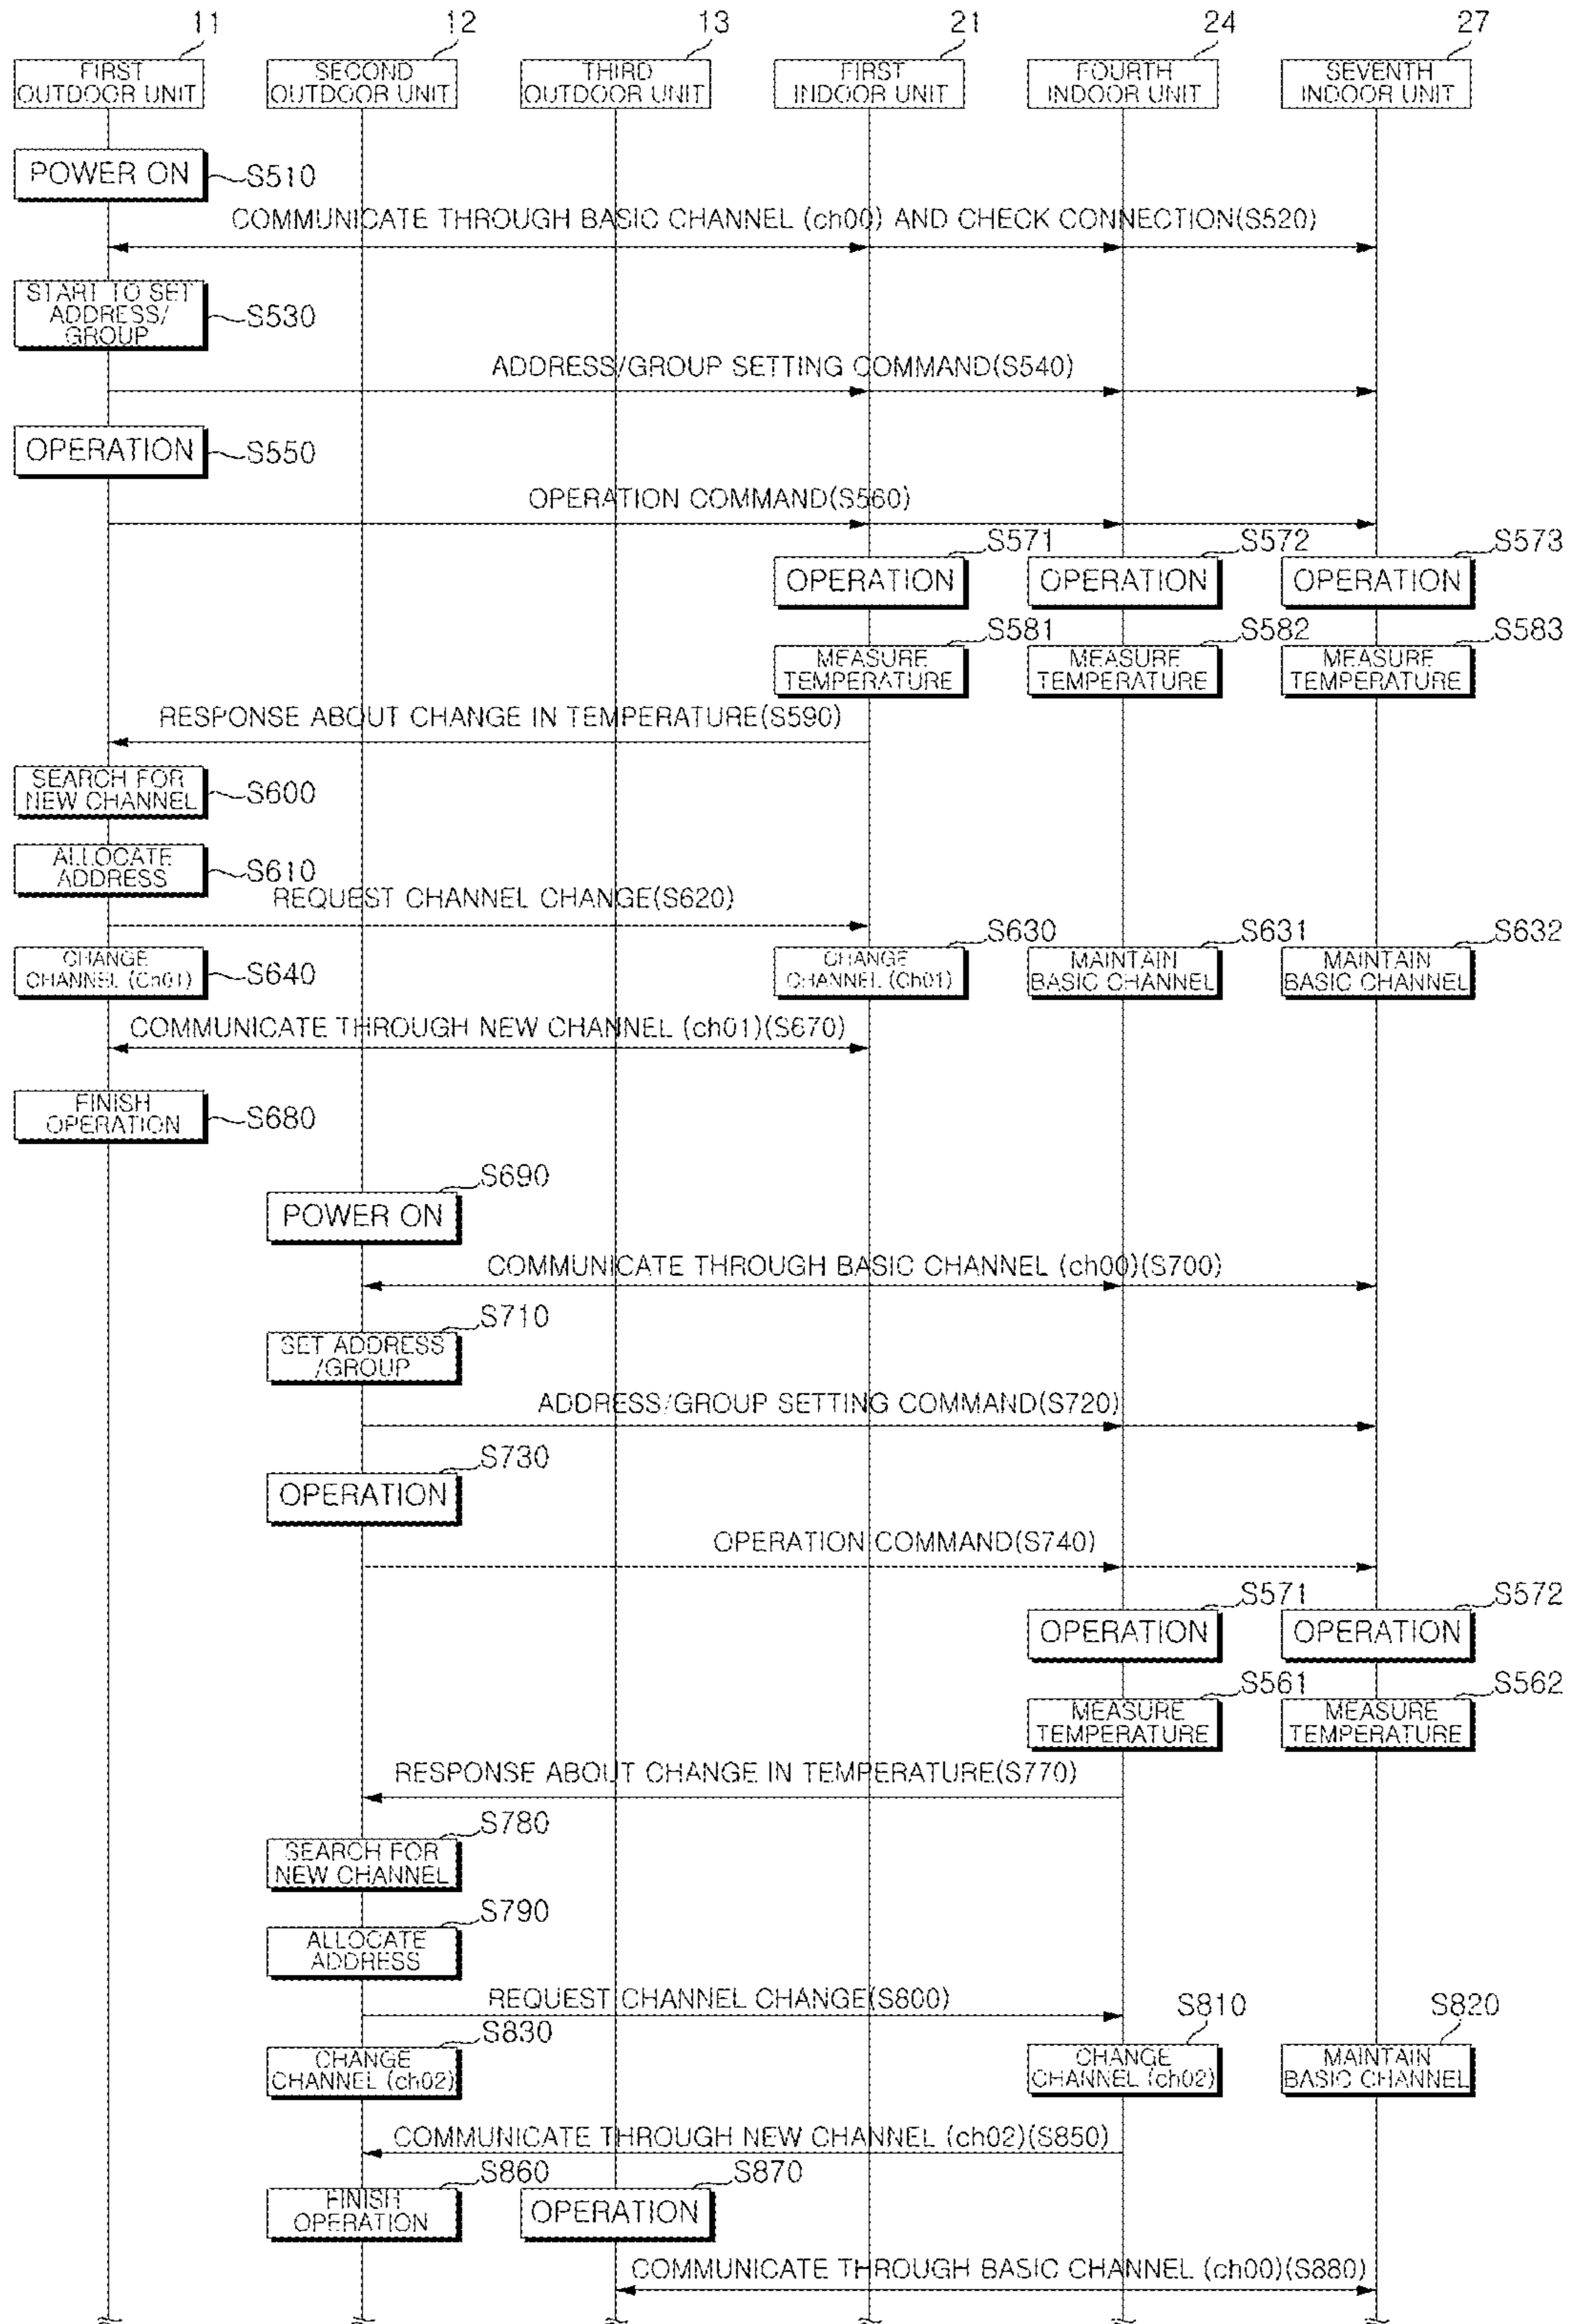 11
12
13
21
24
27
FIRST
OUTDOOR UNIT
SECOND
OUTDOOR UNIT
THIRD
OUTDOOR UNIT
FIRST
INDOOR UNIT
FOURTH
INDOOR UNIT
SEVENTH
INDOOR UNIT
POWER ON
S510
COMMUNICATE THROUGH BASIC CHANNEL (ch00) AND CHECK CONNECTION(S520)
START TO SET
ADDRESS/
GROUP
S530
ADDRESS/GROUP SETTING COMMAND(S540)
OPERATION
S550
OPERATION COMMAND(S560)
S571
S572
S573
OPERATION
OPERATION
OPERATION
S581
S582
S583
MEASURE
TEMPERATURE
MEASURE
TEMPERATURE
MEASURE
TEMPERATURE
RESPONSE ABOUT CHANGE IN TEMPERATURE(S590)
SEARCH FOR
NEW CHANNEL
S600
ALLOCATE
ADDRESS
S610
REQUEST CHANNEL CHANGE(S620)
S630
S631
S632
CHANGE
CHANNEL (Ch01)
S640
CHANGE
CHANNEL (Ch01)
MAINTAIN
BASIC CHANNEL
MAINTAIN
BASIC CHANNEL
COMMUNICATE THROUGH NEW CHANNEL (ch01)(S670)
FINISH
OPERATION
S680
S690
POWER ON
COMMUNICATE THROUGH BASIC CHANNEL (ch00)(S700)
S710
SET ADDRESS
/GROUP
ADDRESS/GROUP SETTING COMMAND(S720)
S730
OPERATION
OPERATION COMMAND(S740)
S571
S572
OPERATION
OPERATION
S561
S562
MEASURE
TEMPERATURE
MEASURE
TEMPERATURE
RESPONSE ABOUT CHANGE IN TEMPERATURE(S770)
S780
SEARCH FOR
NEW CHANNEL
S790
ALLOCATE
ADDRESS
REQUEST CHANNEL CHANGE(S800)
S830
S810
S820
CHANGE
CHANNEL (ch02)
CHANGE
CHANNEL (ch02)
MAINTAIN
BASIC CHANNEL
COMMUNICATE THROUGH NEW CHANNEL (ch02)(S850)
S860
S870
FINISH
OPERATION
OPERATION
COMMUNICATE THROUGH BASIC CHANNEL (ch00)(S880)